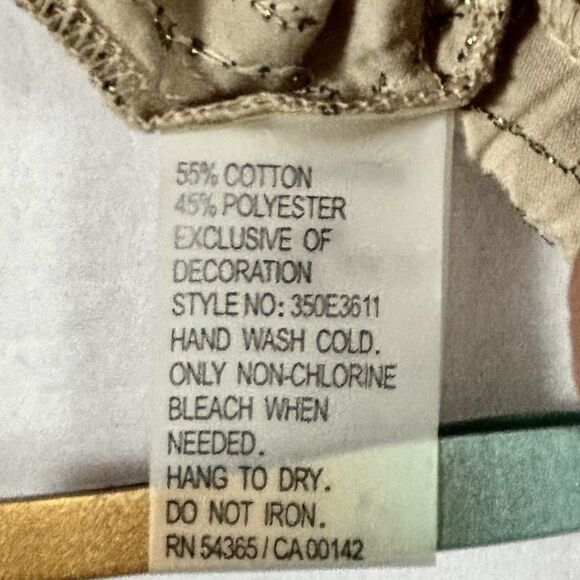 55% COTTON
45% POLYESTER
EXCLUSIVE OF
DECORATION
STYLE NO: 350E3611
HAND WASH COLD.
ONLY NON-CHLORINE
BLEACH WHEN
NEEDED.
HANG TO DRY.
DO NOT IRON.
RN 54365 / CA 00142